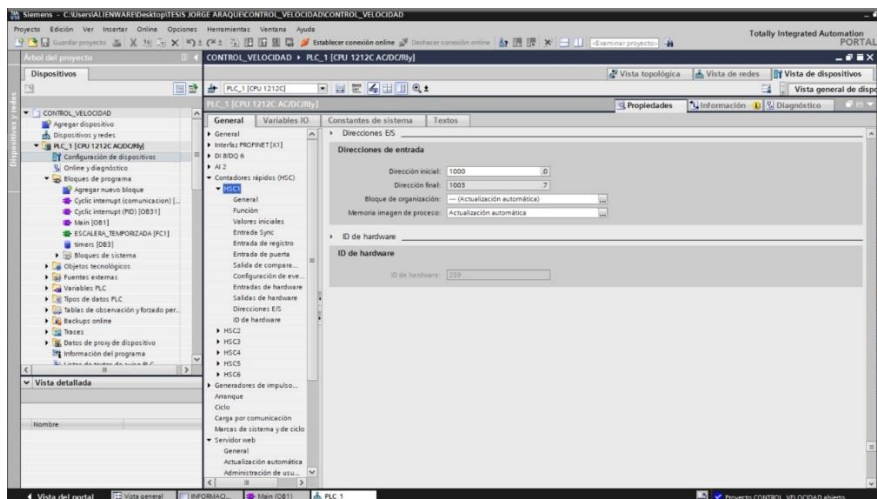 Siemens - C:\Users\ALIENWARE\Desktop\TESIS JORGE ARAQUE\CONTROL_VELOCIDAD\CONTROL_VELOCIDAD
Proyecto Edición Ver Insertar Online Opciones Herramientas Ventana Ayuda
Guardar proyecto Establecer conexión online Deshacer conexión online <Examinar proyecto>
Totally Integrated Automation
PORTAL
Árbol del proyecto
CONTROL_VELOCIDAD PLC_1 [CPU 1212C AC/DC/Rly]
Dispositivos
Vista topológica Vista de redes Vista de dispositivos
PLC_1 [CPU 1212C]
Vista general de dispo
Dispositivos y redes
CONTROL_VELOCIDAD
Agregar dispositivo
Dispositivos y redes
PLC_1 [CPU 1212C AC/DC/Rly]
Configuración de dispositivos
Online y diagnóstico
Bloques de programa
Agregar nuevo bloque
Cyclic interrupt (comunicacion) [...
Cyclic interrupt (PID) [OB31]
Main [OB1]
ESCALERA_TEMPORIZADA [FC1]
timers [DB3]
Bloques de sistema
Objetos tecnológicos
Fuentes externas
Variables PLC
Tipos de datos PLC
Tablas de observación y forzado per...
Backups online
Traces
Datos de proxy de dispositivo
Información del programa
Listas de textos de aviso PLC
Vista detallada
Nombre
PLC_1 [CPU 1212C AC/DC/Rly]
Propiedades Información Diagnóstico
General Variables IO Constantes de sistema Textos
General
Interfaz PROFINET [X1]
DI 8/DQ 6
AI 2
Contadores rápidos (HSC)
HSC1
General
Función
Valores iniciales
Entrada Sync
Entrada de registro
Entrada de puerta
Salida de compara...
Configuración de eve...
Entradas de hardware
Salidas de hardware
Direcciones E/S
ID de hardware
HSC2
HSC3
HSC4
HSC5
HSC6
Generadores de impulso...
Arranque
Ciclo
Carga por comunicación
Marcas de sistema y de ciclo
Servidor web
General
Actualización automática
Administración de usu...
Direcciones E/S
Direcciones de entrada
Dirección inicial: 1000 .0
Dirección final: 1003 .7
Bloque de organización: --- (Actualización automática)
Memoria imagen de proceso: Actualización automática
ID de hardware
ID de hardware
ID de hardware: 259
Vista del portal Vista general INFORMAC... Main (OB1) PLC_1
Proyecto CONTROL_VELOCIDAD abierto.